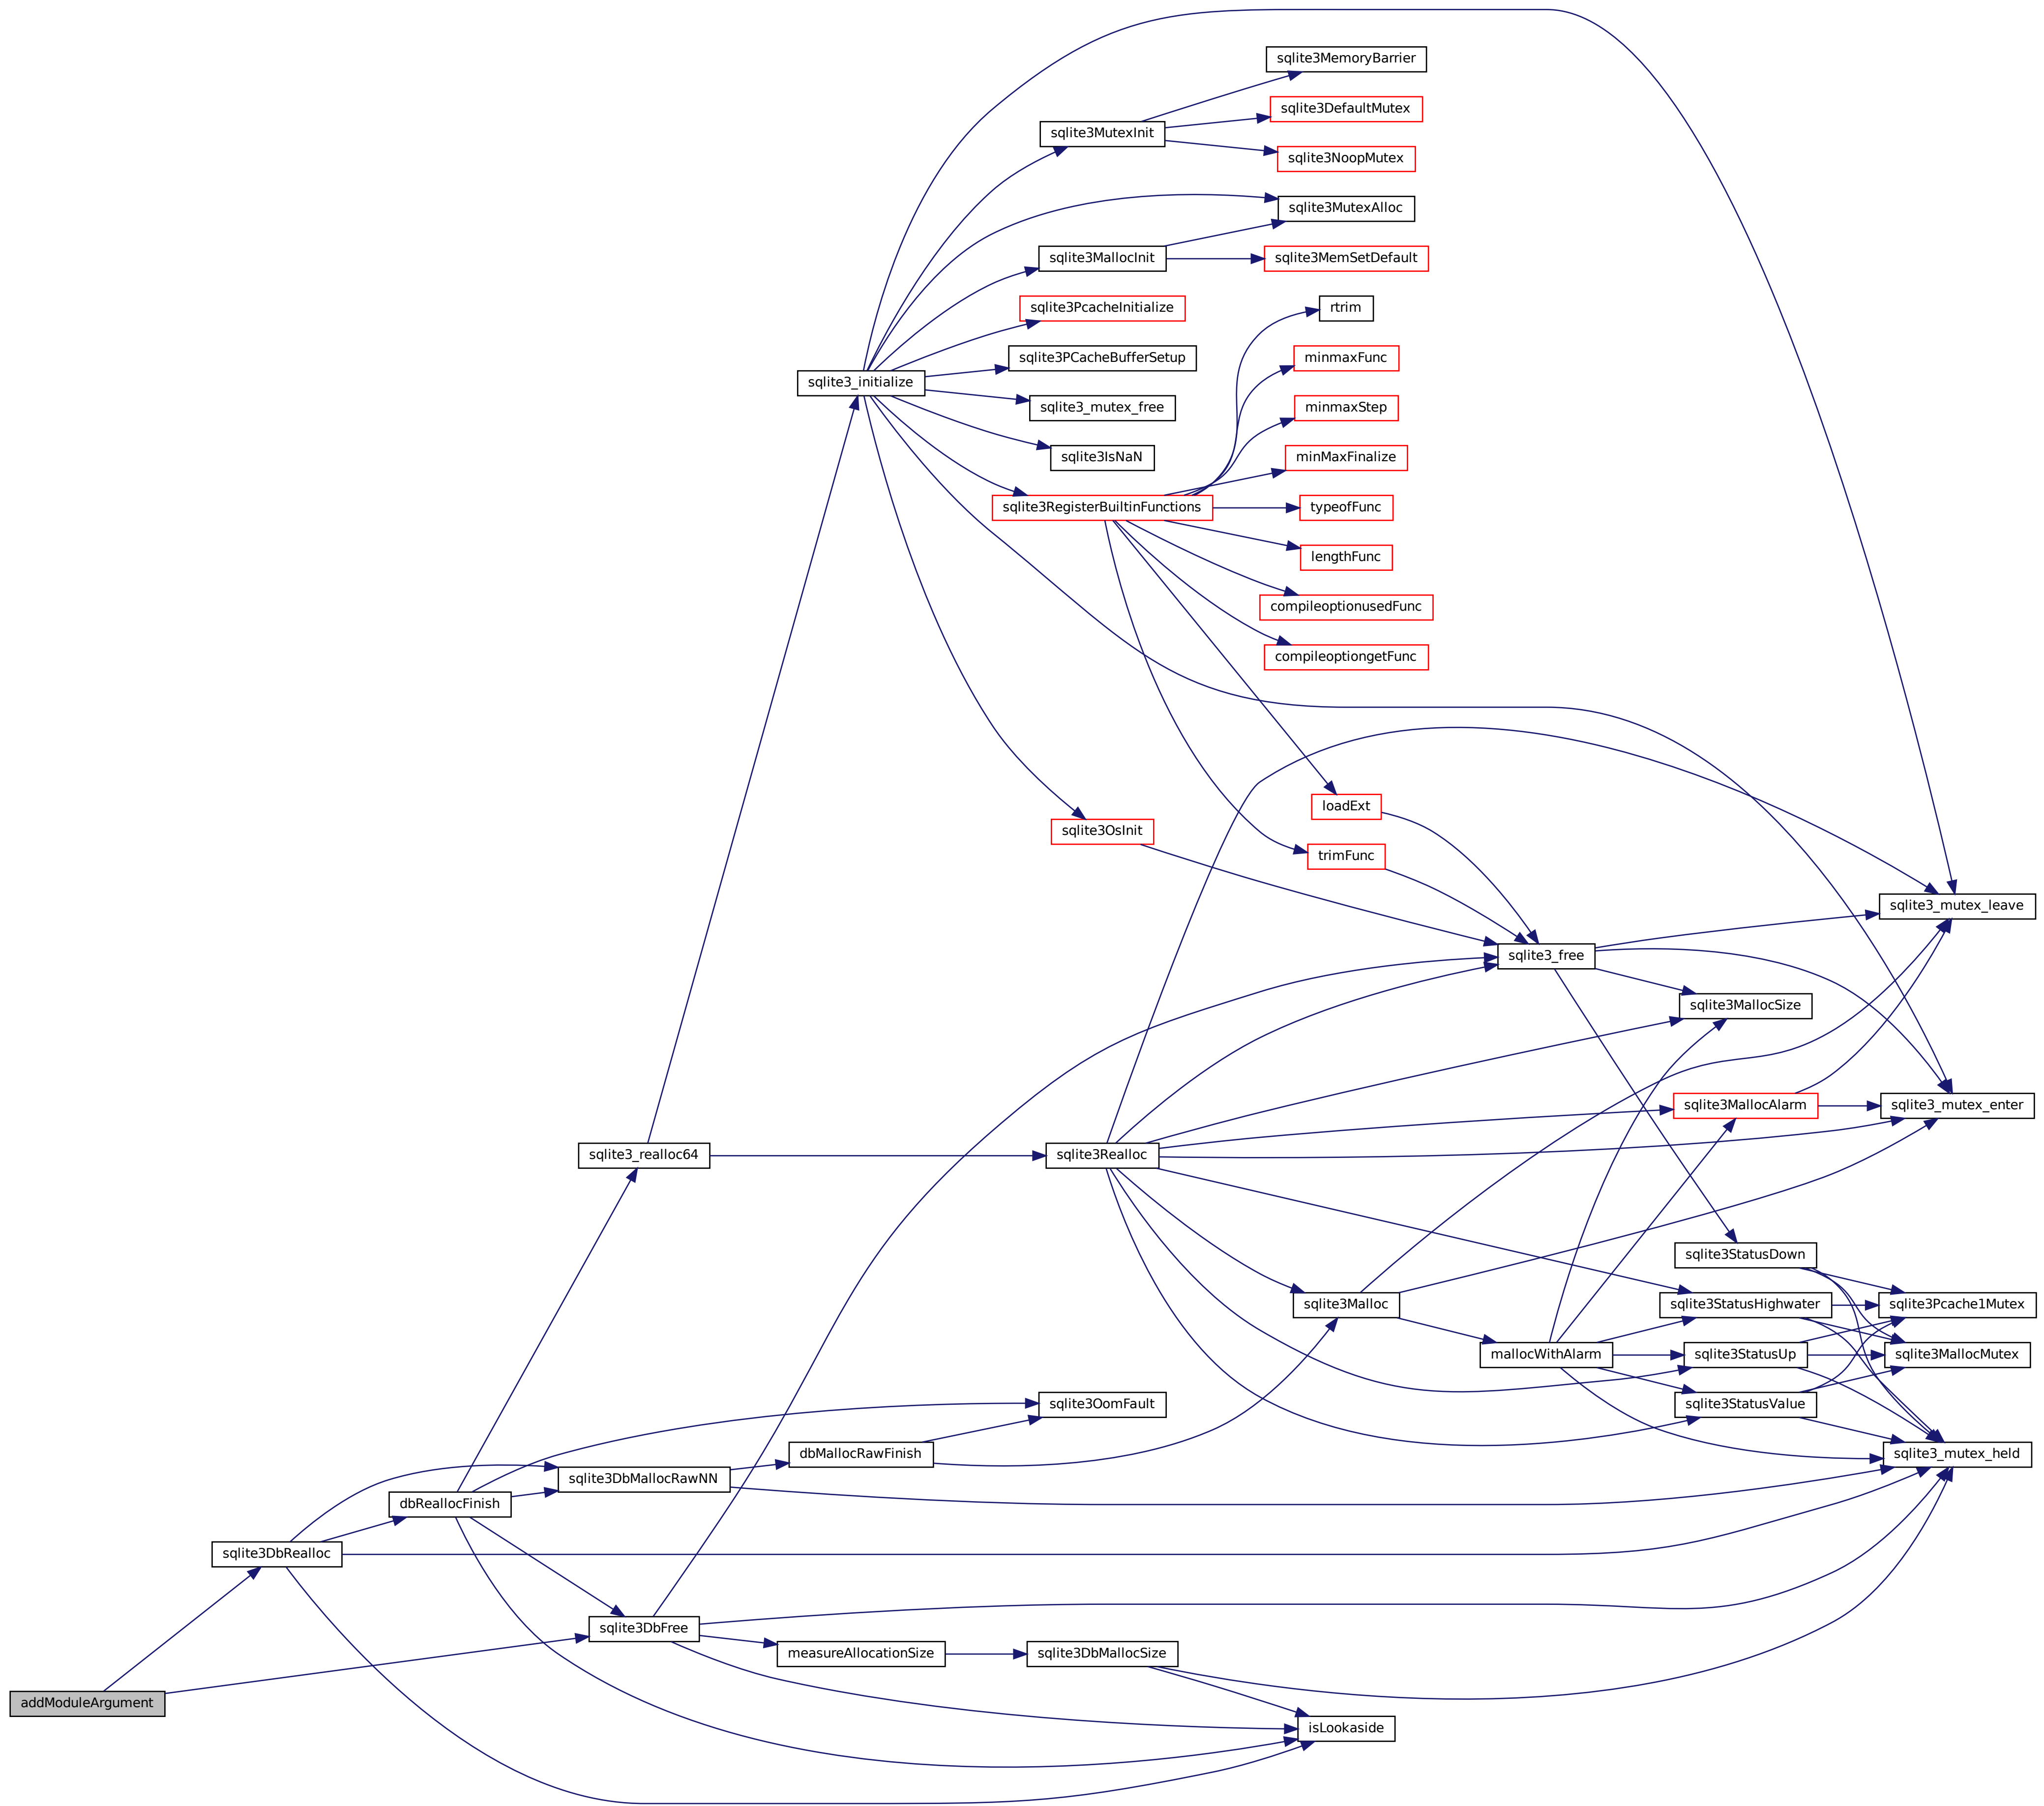 sqlite3MemoryBarrier
sqlite3DefaultMutex
sqlite3MutexInit
sqlite3NoopMutex
sqlite3MutexAlloc
sqlite3MallocInit
sqlite3MemSetDefault
sqlite3PcacheInitialize
rtrim
sqlite3PCacheBufferSetup
minmaxFunc
sqlite3_initialize
sqlite3_mutex_free
minmaxStep
sqlite3IsNaN
minMaxFinalize
sqlite3RegisterBuiltinFunctions
typeofFunc
lengthFunc
compileoptionusedFunc
compileoptiongetFunc
loadExt
sqlite3OsInit
trimFunc
sqlite3_mutex_leave
sqlite3_free
sqlite3MallocSize
sqlite3MallocAlarm
sqlite3_mutex_enter
sqlite3_realloc64
sqlite3Realloc
sqlite3StatusDown
sqlite3Malloc
sqlite3StatusHighwater
sqlite3Pcache1Mutex
mallocWithAlarm
sqlite3StatusUp
sqlite3MallocMutex
sqlite3OomFault
sqlite3StatusValue
dbMallocRawFinish
sqlite3_mutex_held
sqlite3DbMallocRawNN
dbReallocFinish
sqlite3DbRealloc
sqlite3DbFree
measureAllocationSize
sqlite3DbMallocSize
addModuleArgument
isLookaside